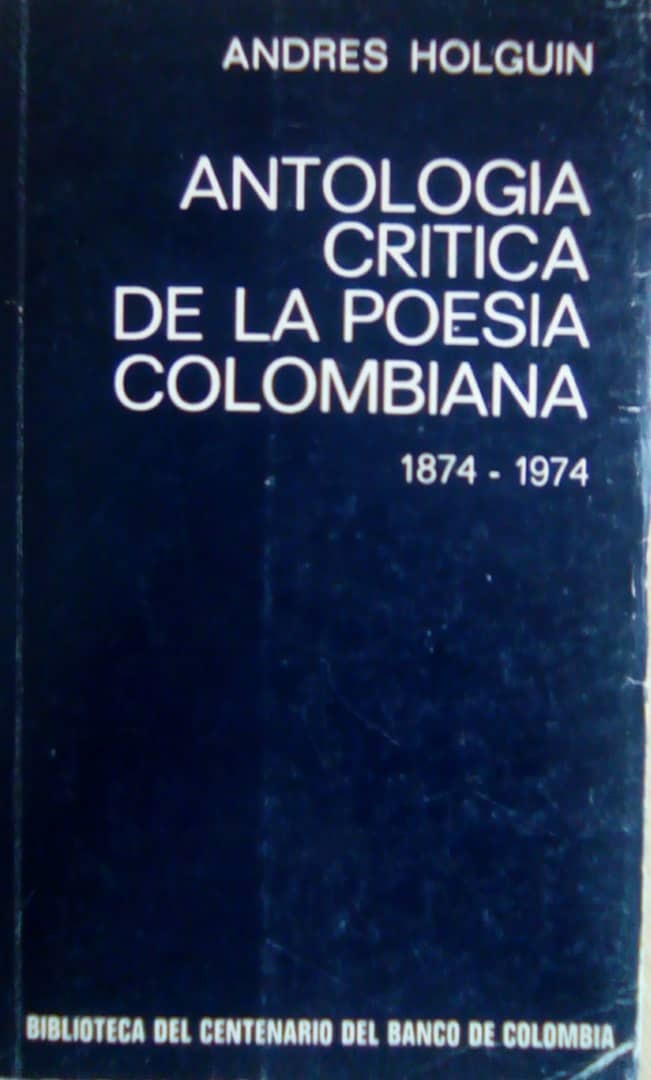 ANDRES HOLGUIN
ANTOLOGIA
CRITICA
DE LA POESIA
COLOMBIANA
1874 - 1974
BIBLIOTECA DEL CENTENARIO DEL BANCO DE COLOMBIA